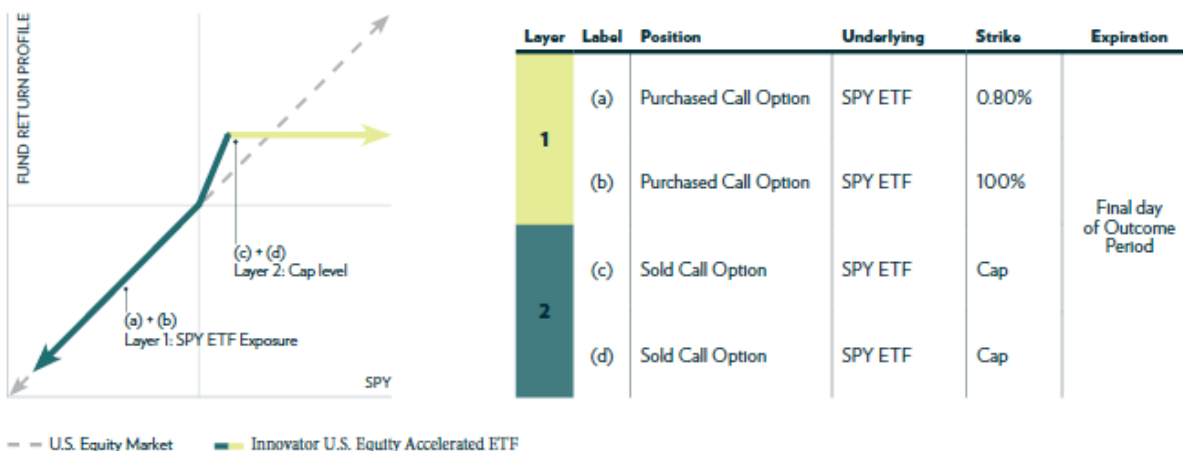 FUND RETURN PROFILE
(c) + (d)
Layer 2: Cap level
(a) + (b)
Layer 1: SPY ETF Exposure
SPY
U.S. Equity Market
Innovator U.S. Equity Accelerated ETF
Layer Label Position Underlying Strike Expiration
1
(a) Purchased Call Option SPY ETF 0.80%
(b) Purchased Call Option SPY ETF 100%
Final day
of Outcome
Period
2
(c) Sold Call Option SPY ETF Cap
(d) Sold Call Option SPY ETF Cap